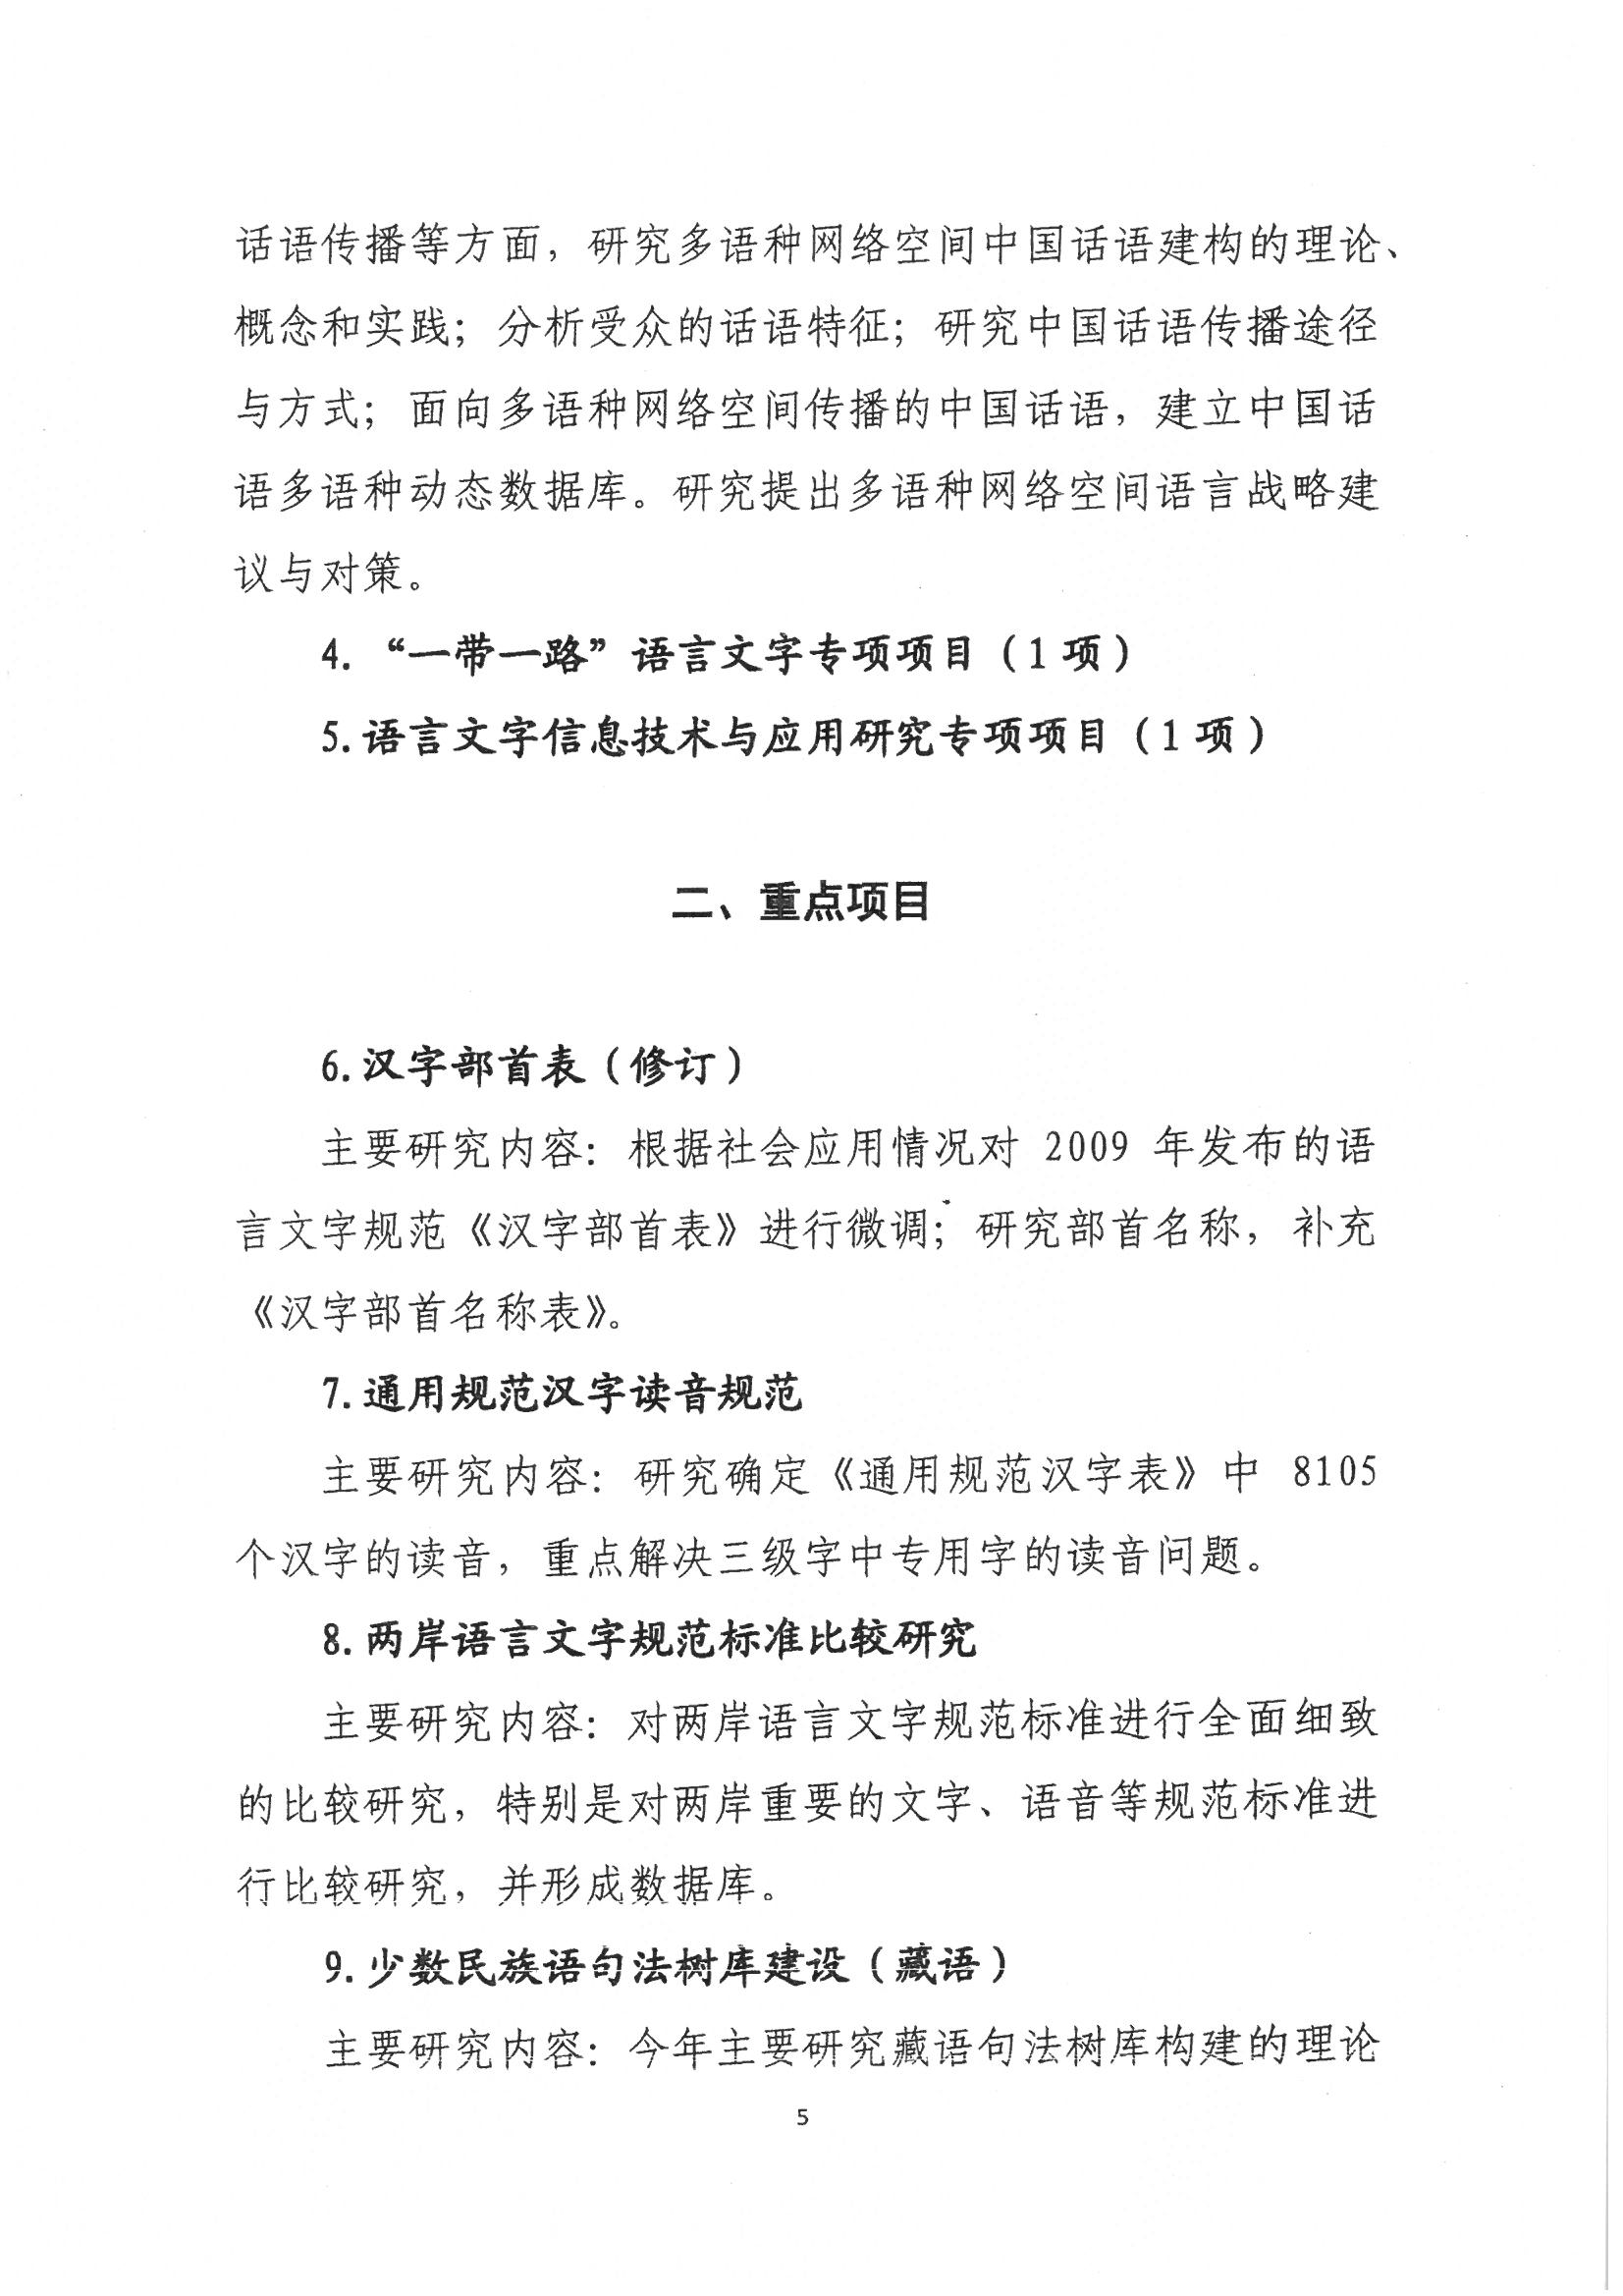 话语传播等方面，研究多语种网络空间中国话语建构的理论、
概念和实践；分析受众的话语特征；研究中国话语传播途径
与方式；面向多语种网络空间传播的中国话语，建立中国话
语多语种动态数据库。研究提出多语种网络空间语言战略建
议与对策。
4. “一带一路”语言文字专项项目（1 项）
5.语言文字信息技术与应用研究专项项目（1 项）
二、重点项目
6.汉字部首表（修订）
主要研究内容：根据社会应用情况对 2009 年发布的语
言文字规范《汉字部首表》进行微调；研究部首名称，补充
《汉字部首名称表》。
7.通用规范汉字读音规范
主要研究内容：研究确定《通用规范汉字表》中 8105
个汉字的读音，重点解决三级字中专用字的读音问题。
8.两岸语言文字规范标准比较研究
主要研究内容：对两岸语言文字规范标准进行全面细致
的比较研究，特别是对两岸重要的文字、语音等规范标准进
行比较研究，并形成数据库。
9.少数民族语句法树库建设（藏语）
主要研究内容：今年主要研究藏语句法树库构建的理论
5